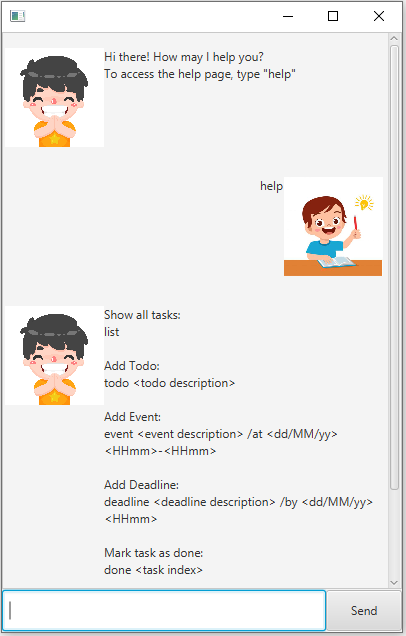 Hi there! How may I help you?
To access the help page, type "help"
help
Show all tasks:
list
Add Todo:
todo <todo description>
Add Event:
event <event description> /at <dd/MM/yy>
<HHmm>-<HHmm>
Add Deadline:
deadline <deadline description> /by <dd/MM/yy>
<HHmm>
Mark task as done:
done <task index>
Send